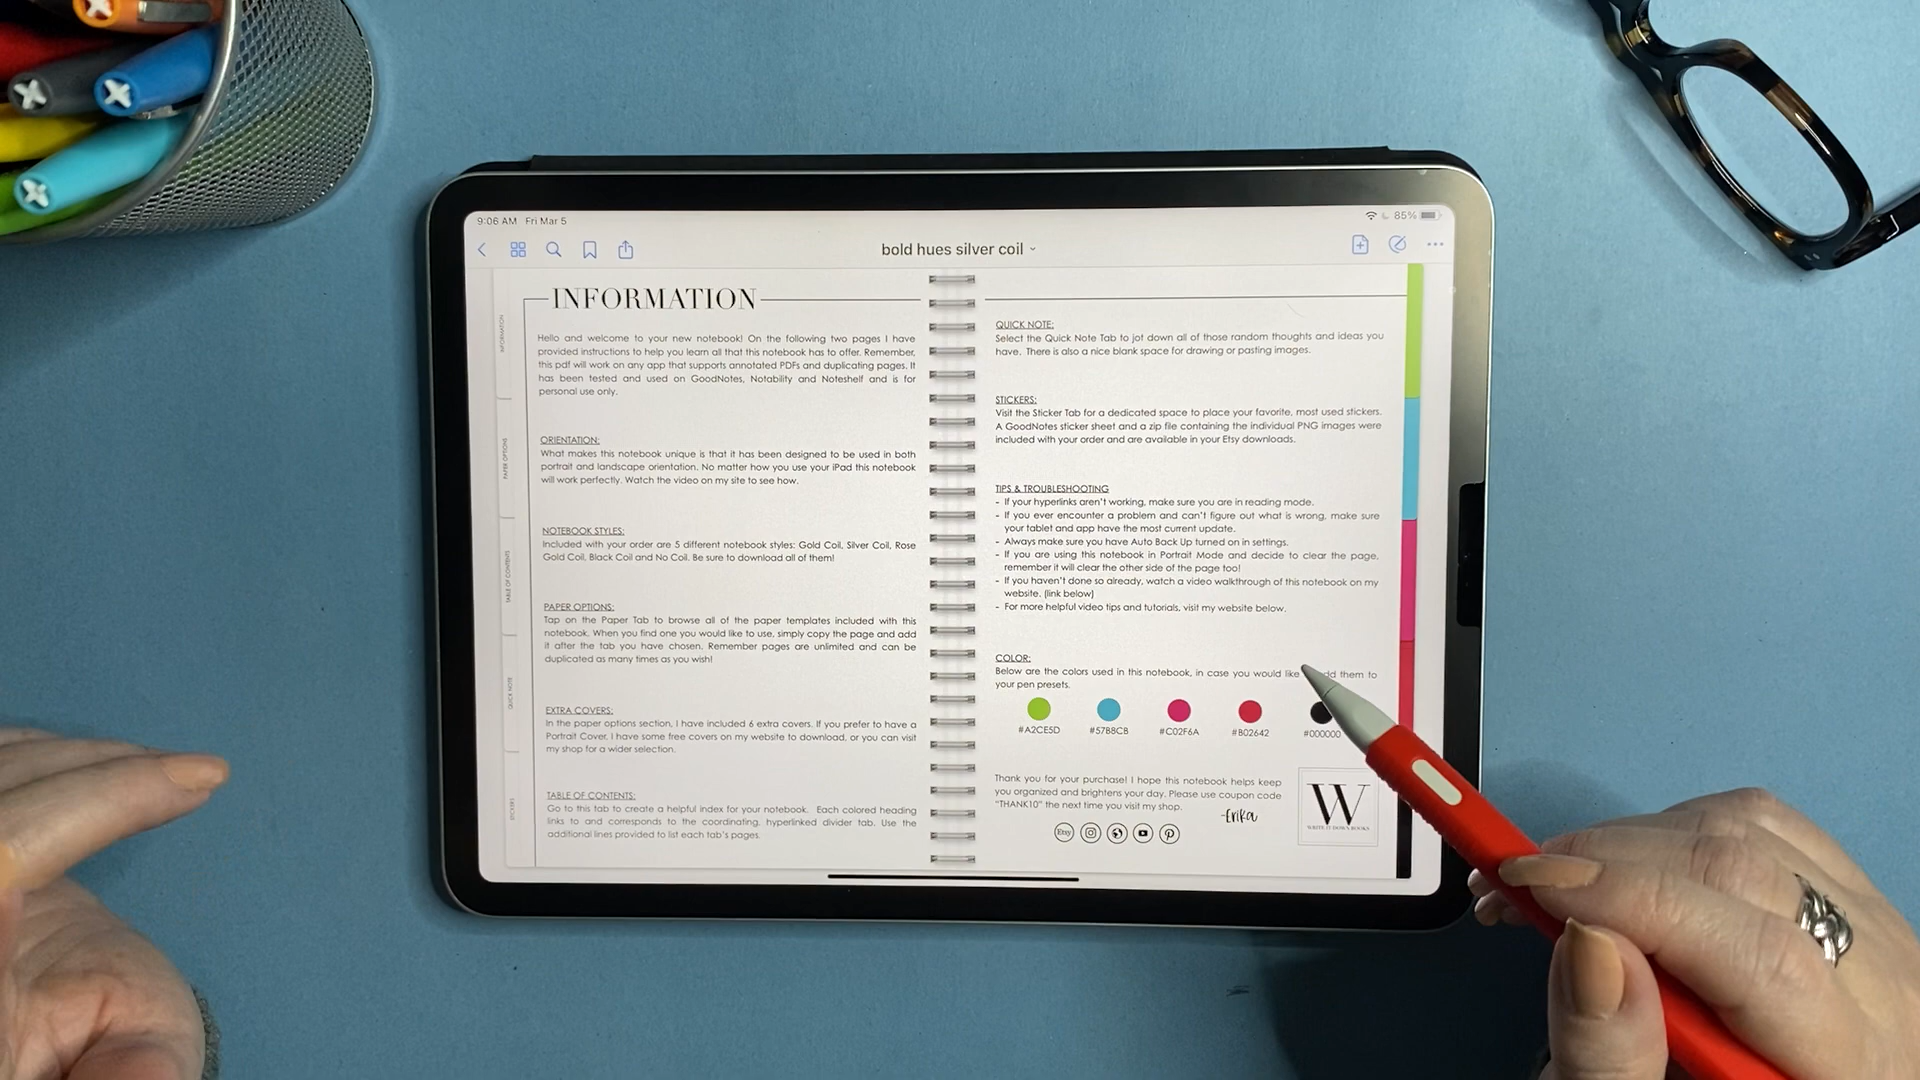 9:06 AM Fri Mar 5
85%
bold hues silver coil
INFORMATION
Hello and welcome to your new notebook! On the following two pages I have
provided instructions to help you learn all that this notebook has to offer. Remember,
this pdf will work on any app that supports annotated PDFs and duplicating pages. It
has been tested and used on GoodNotes, Notability and Noteshelf and is for
personal use only.
ORIENTATION:
What makes this notebook unique is that it has been designed to be used in both
portrait and landscape orientation. No matter how you use your iPad this notebook
will work perfectly. Watch the video on my site to see how.
NOTEBOOK STYLES:
Included with your order are 5 different notebook styles: Gold Coil, Silver Coil, Rose
Gold Coil, Black Coil and No Coil. Be sure to download all of them!
PAPER OPTIONS:
Tap on the Paper Tab to browse all of the paper templates included with this
notebook. When you find one you would like to use, simply copy the page and add
it after the tab you have chosen. Remember pages are unlimited and can be
duplicated as many times as you wish!
EXTRA COVERS:
In the paper options section, I have included 6 extra covers. If you prefer to have a
Portrait Cover, I have some free covers on my website to download, or you can visit
my shop for a wider selection.
TABLE OF CONTENTS:
Go to this tab to create a helpful index for your notebook. Each colored heading
links to and corresponds to the coordinating, hyperlinked divider tab. Use the
additional lines provided to list each tab's pages.
INFORMATION
PAPER OPTIONS
TABLE OF CONTENTS
QUICK NOTE
STICKERS
QUICK NOTE:
Select the Quick Note Tab to jot down all of those random thoughts and ideas you
have. There is also a nice blank space for drawing or pasting images.
STICKERS:
Visit the Sticker Tab for a dedicated space to place your favorite, most used stickers.
A GoodNotes sticker sheet and a zip file containing the individual PNG images were
included with your order and are available in your Etsy downloads.
TIPS & TROUBLESHOOTING
- If your hyperlinks aren't working, make sure you are in reading mode.
- If you ever encounter a problem and can't figure out what is wrong, make sure
your tablet and app have the most current update.
- Always make sure you have Auto Back Up turned on in settings.
- If you are using this notebook in Portrait Mode and decide to clear the page,
remember it will clear the other side of the page too!
- If you haven't done so already, watch a video walkthrough of this notebook on my
website. (link below)
- For more helpful video tips and tutorials, visit my website below.
COLOR:
Below are the colors used in this notebook, in case you would like them to
your pen presets.
#A2CE5D #57B8CB #C02F6A #B02642 #000000
Thank you for your purchase! I hope this notebook helps keep
you organized and brightens your day. Please use coupon code
"THANK10" the next time you visit my shop.
-Erika
Etsy
W
WRITE IT DOWN BOOKS